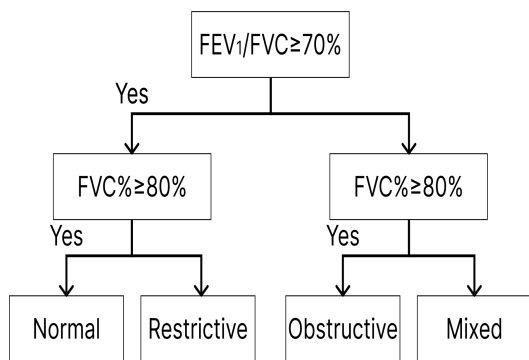 FEV₁/FVC≥70%
Yes
FVC%≥80%
FVC%≥80%
Yes
Yes
Normal
Restrictive
Obstructive
Mixed